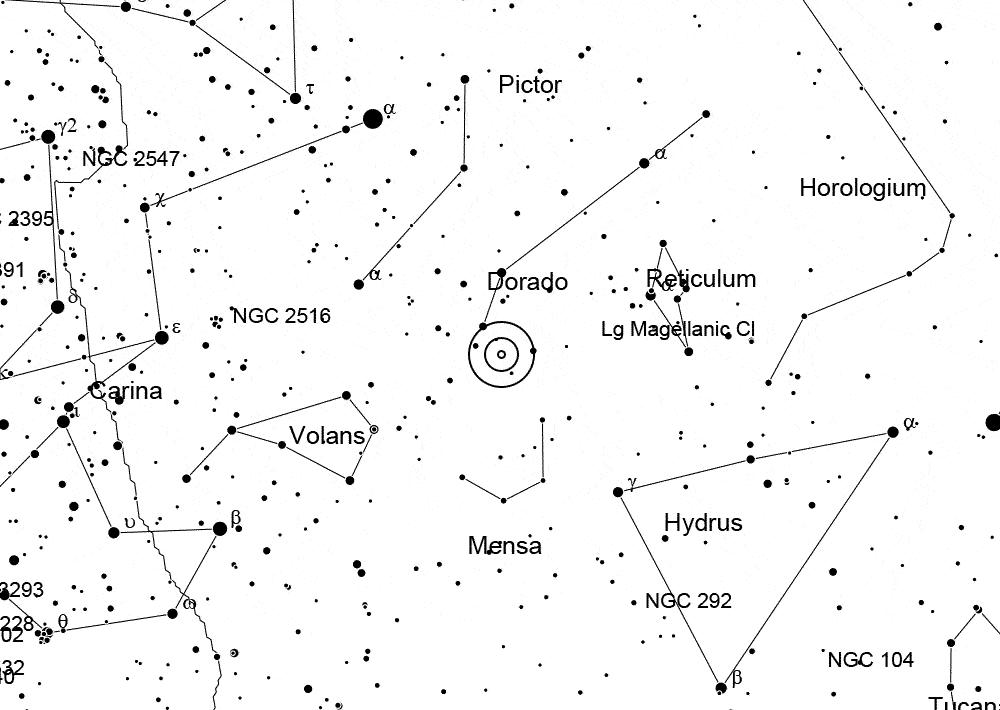 τ
Pictor
α
γ2
NGC 2547
α
Horologium
χ
2395
α
391
Dorado
Reticulum
α
δ
NGC 2516
ε
Lg Magellanic Cl
Carina
ι
Volans
α
γ
υ
β
Hydrus
Mensa
3293
ω
NGC 292
228
θ
02
NGC 104
32
40
β
Tucan